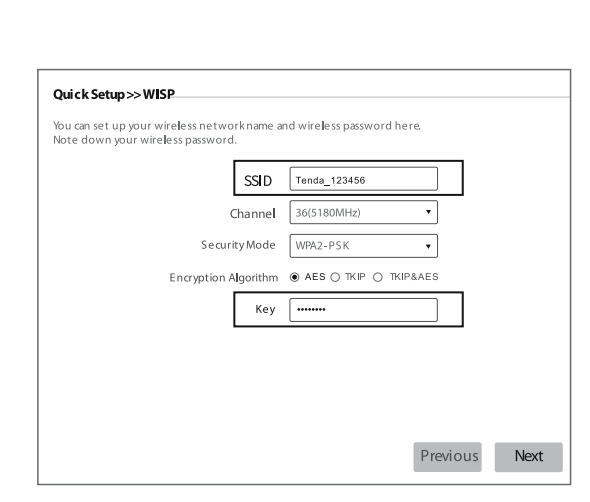 Quick Setup>>WISP
You can set up your wireless network name and wireless password here.
Note down your wireless password.
SSID Tenda_123456
Channel 36(5180MHz)
Security Mode WPA2-PSK
Encryption Algorithm AES TKIP TKIP&AES
Key ••••••••
Previous Next